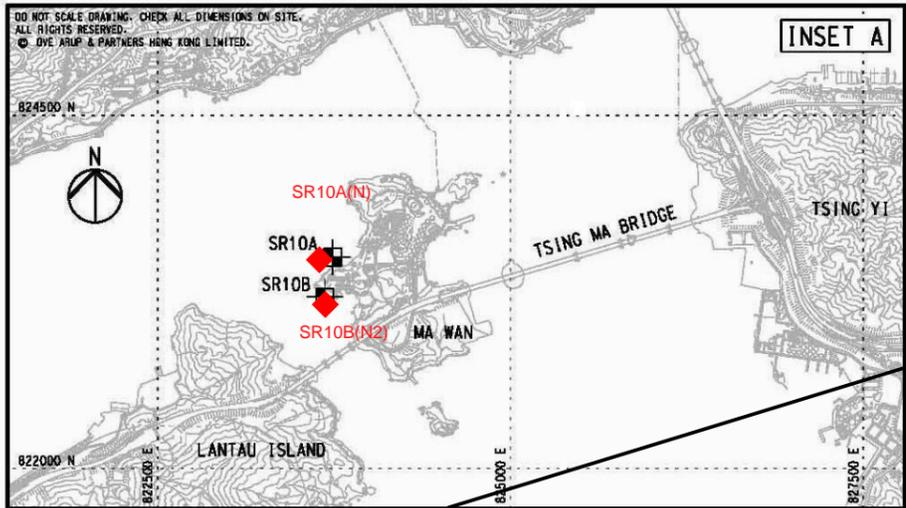 DO NOT SCALE DRAWING. CHECK ALL DIMENSIONS ON SITE.
ALL RIGHTS RESERVED.
© OVE ARUP & PARTNERS HONG KONG LIMITED.
INSET A
824500 N
N
SR10A(N)
TSING YI
TSING MA BRIDGE
SR10A
SR10B
SR10B(N2)
MA WAN
LANTAU ISLAND
822000 N
822500 E
825000 E
827500 E